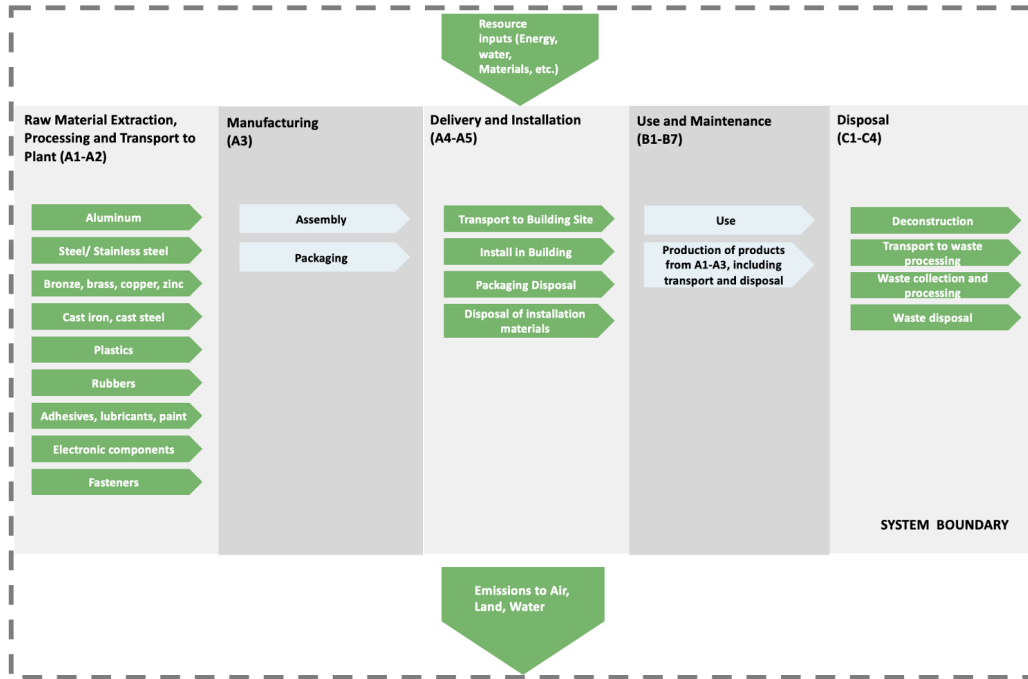 Resource
inputs (Energy,
water,
Materials, etc.)
Raw Material Extraction,
Processing and Transport to
Plant (A1-A2)
Aluminum
Steel/ Stainless steel
Bronze, brass, copper, zinc
Cast iron, cast steel
Plastics
Rubbers
Adhesives, lubricants, paint
Electronic components
Fasteners
Manufacturing
(A3)
Assembly
Packaging
Delivery and Installation
(A4-A5)
Transport to Building Site
Install in Building
Packaging Disposal
Disposal of installation
materials
Use and Maintenance
(B1-B7)
Use
Production of products
from A1-A3, including
transport and disposal
Disposal
(C1-C4)
Deconstruction
Transport to waste
processing
Waste collection and
processing
Waste disposal
SYSTEM BOUNDARY
Emissions to Air,
Land, Water